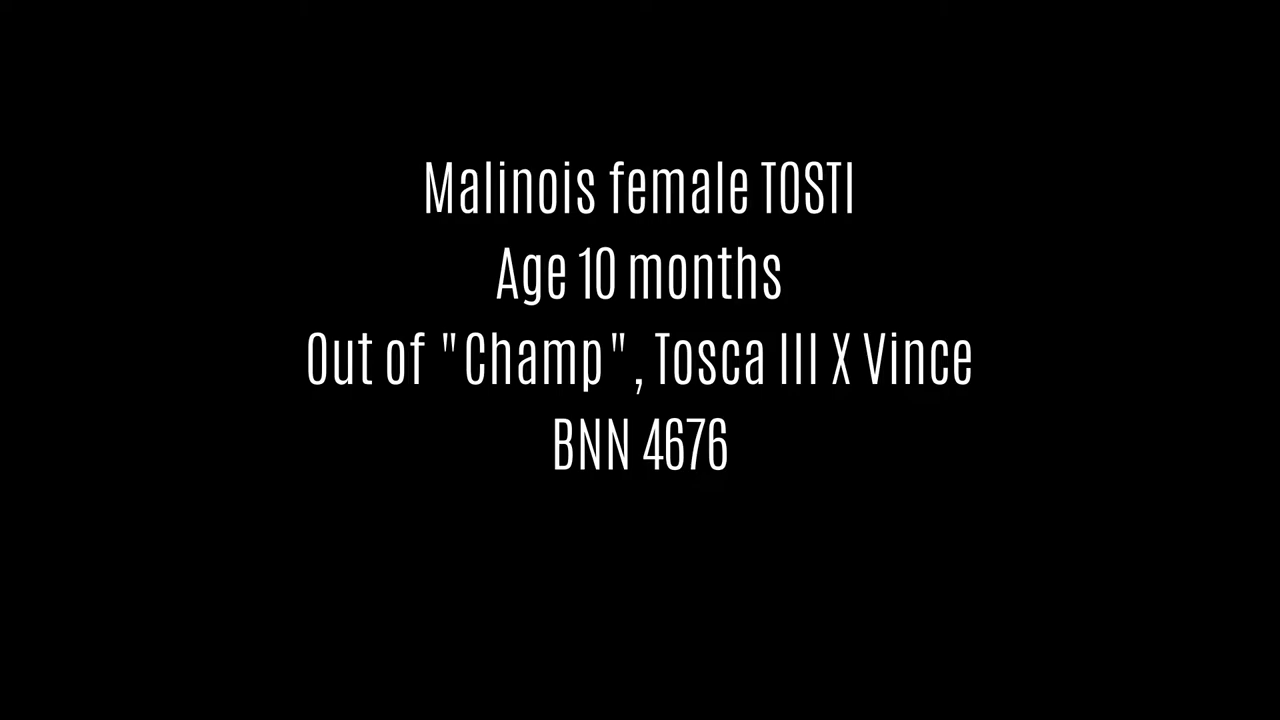 Malinois female TOSTI
Age 10 months
Out of "Champ", Tosca III X Vince
BNN 4676